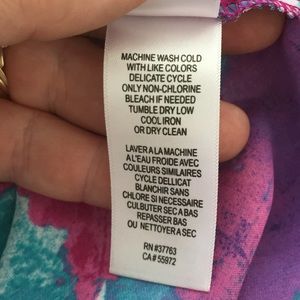 MACHINE WASH COLD
WITH LIKE COLORS
DELICATE CYCLE
ONLY NON-CHLORINE
BLEACH IF NEEDED
TUMBLE DRY LOW
COOL IRON
OR DRY CLEAN
LAVER A LA MACHINE
A L'EAU FROIDE AVEC
COULEURS SIMILAIRES
CYCLE DELLICAT
BLANCHIR SANS
CHLORE SI NECESSAIRE
CULBUTER SEC A BAS
REPASSER BAS
OU NETTOYER A SEC
RN #37763
CA# 55972